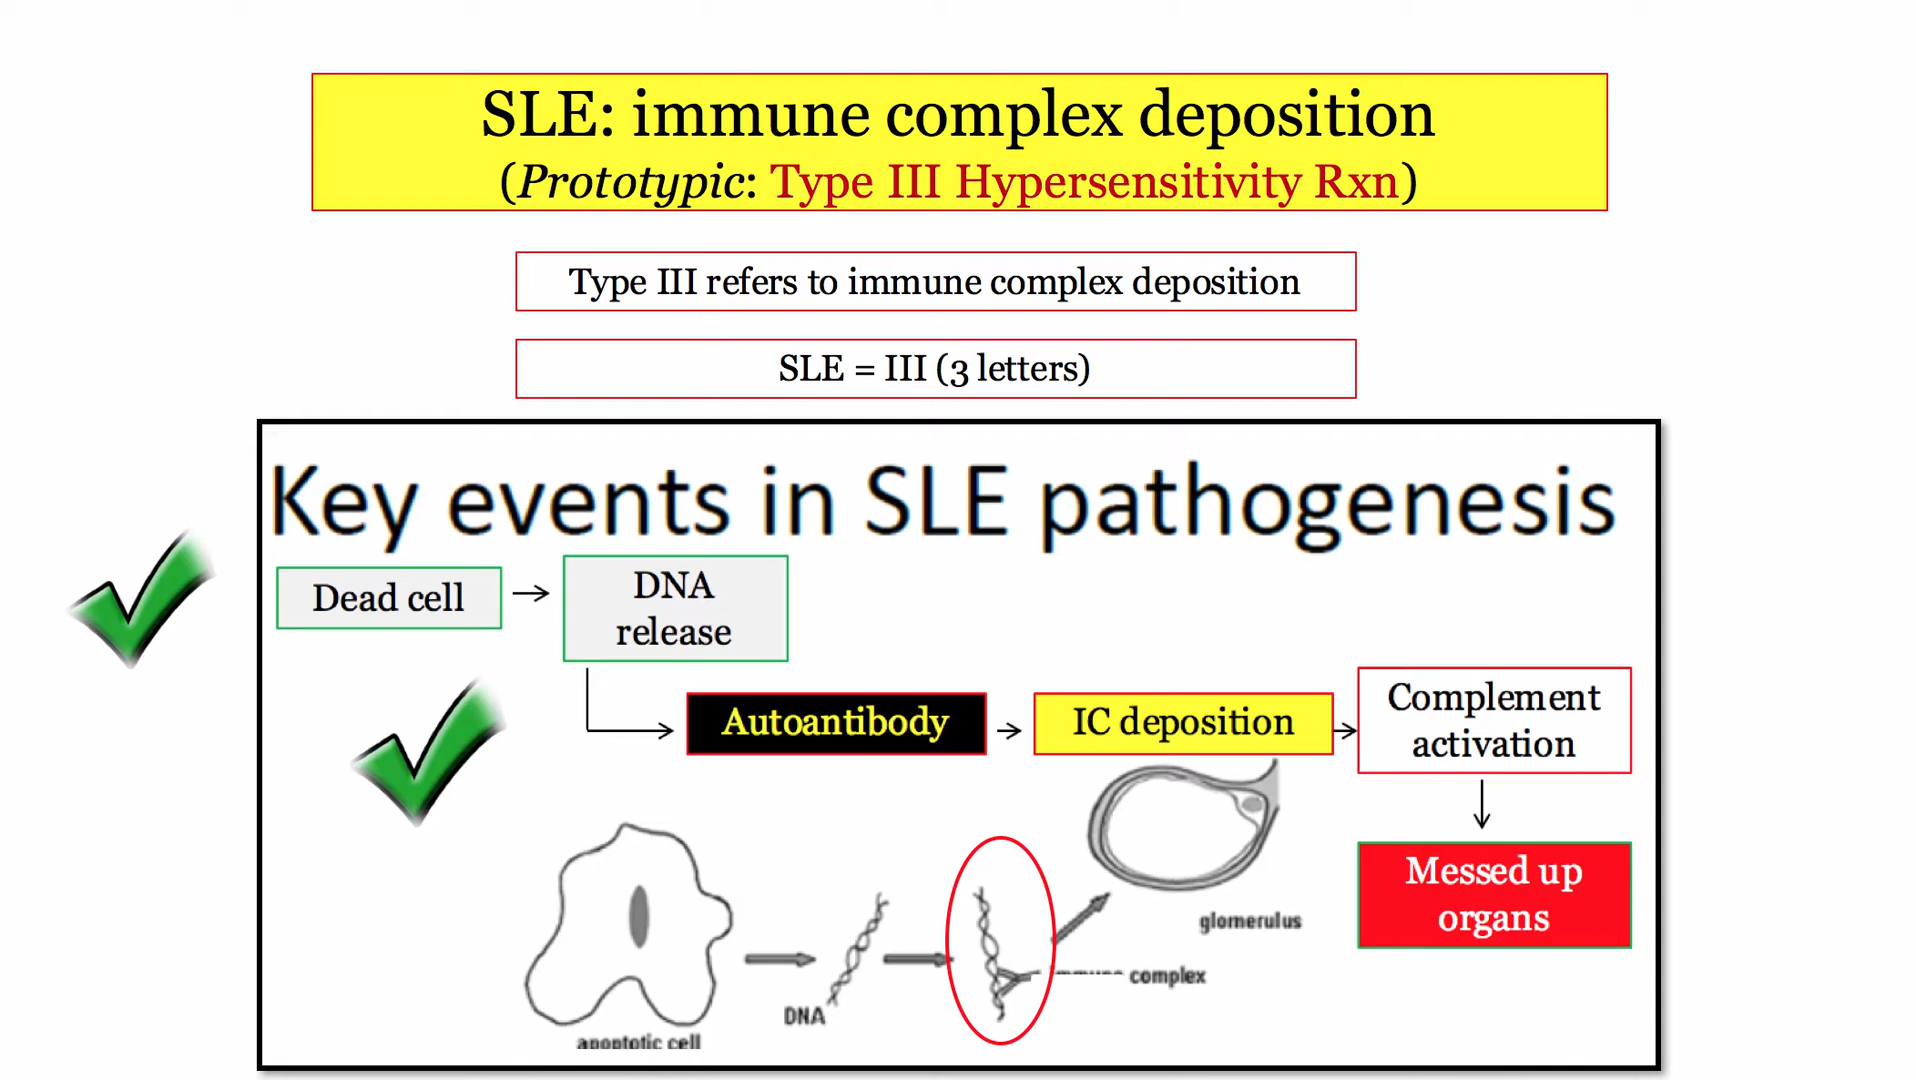 SLE: immune complex deposition
(Prototypic: Type III Hypersensitivity Rxn)
Type III refers to immune complex deposition
SLE = III (3 letters)
Key events in SLE pathogenesis
Dead cell
DNA
release
Autoantibody
IC deposition
Complement
activation
Messed up
organs
glomerulus
complex
DNA
apoptotic cell